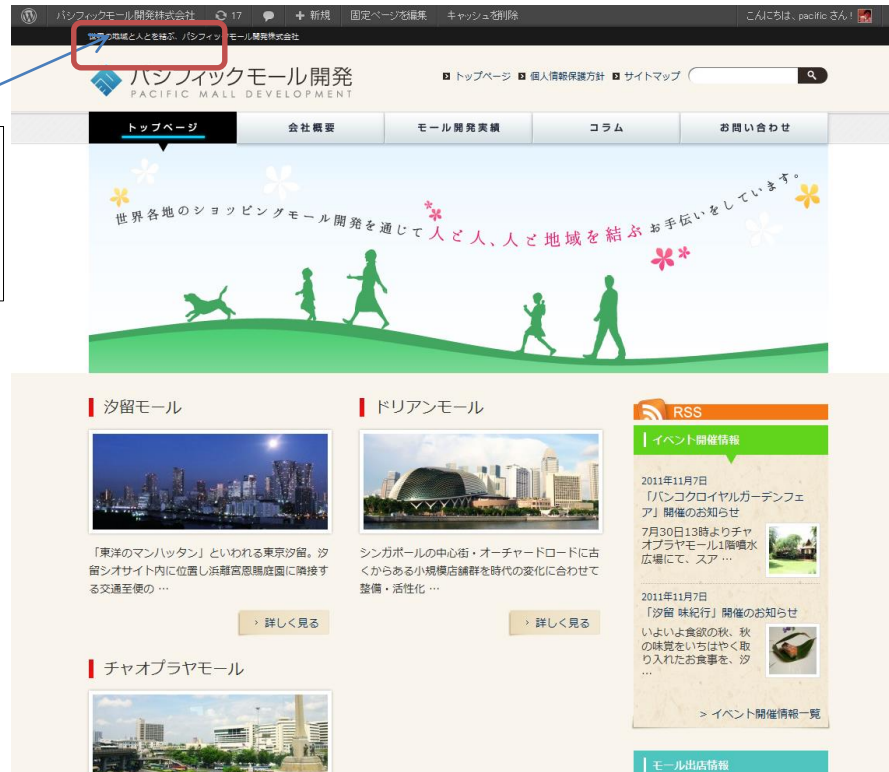 パシフィックモール開発株式会社 17 + 新規 固定ページを編集 キャッシュを削除 こんにちは、pacific さん!
世界の地域と人とを結ぶ、パシフィックモール開発株式会社
パシフィックモール開発
PACIFIC MALL DEVELOPMENT
トップページ 個人情報保護方針 サイトマップ
トップページ 会社概要 モール開発実績 コラム お問い合わせ
世界各地のショッピングモール開発を通じて人と人、人と地域を結ぶお手伝いをしています。
汐留モール
「東洋のマンハッタン」といわれる東京汐留。汐
留シオサイト内に位置し浜離宮恩賜庭園に隣接す
る交通至便の …
› 詳しく見る
ドリアンモール
シンガポールの中心街・オーチャードロードに古
くからある小規模店舗群を時代の変化に合わせて
整備・活性化 …
› 詳しく見る
チャオプラヤモール
RSS
イベント開催情報
2011年11月7日
「バンコクロイヤルガーデンフェ
ア」開催のお知らせ
7月30日13時よりチャ
オプラヤモール1階噴水
広場にて、スア …
2011年11月7日
「汐留 味紀行」開催のお知らせ
いよいよ食欲の秋、秋
の味覚をいちはやく取
り入れたお食事を、汐
…
> イベント開催情報一覧
モール出店情報